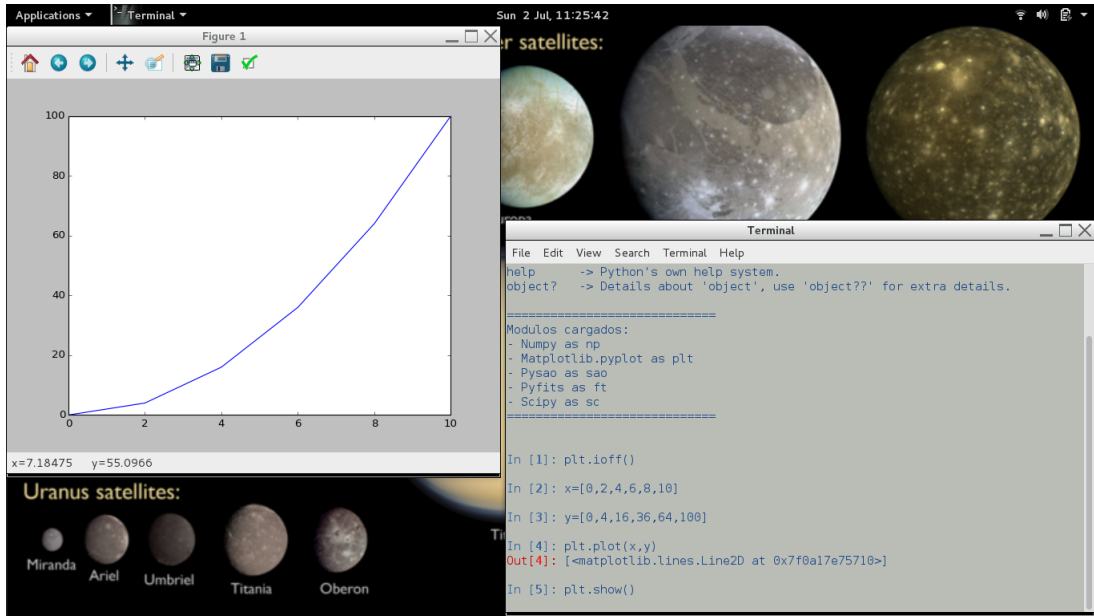 Applications Terminal Sun 2 Jul, 11:25:42
Figure 1
100
80
60
40
20
0
0 2 4 6 8 10
x=7.18475 y=55.0966
r satellites:
Terminal
File Edit View Search Terminal Help
help -> Python's own help system.
object? -> Details about 'object', use 'object??' for extra details.
==============================
Modulos cargados:
- Numpy as np
- Matplotlib.pyplot as plt
- Pysao as sao
- Pyfits as ft
- Scipy as sc
==============================
In [1]: plt.ioff()
In [2]: x=[0,2,4,6,8,10]
In [3]: y=[0,4,16,36,64,100]
In [4]: plt.plot(x,y)
Out[4]: [<matplotlib.lines.Line2D at 0x7f0a17e75710>]
In [5]: plt.show()
Uranus satellites:
Miranda
Ariel
Umbriel
Titania
Oberon